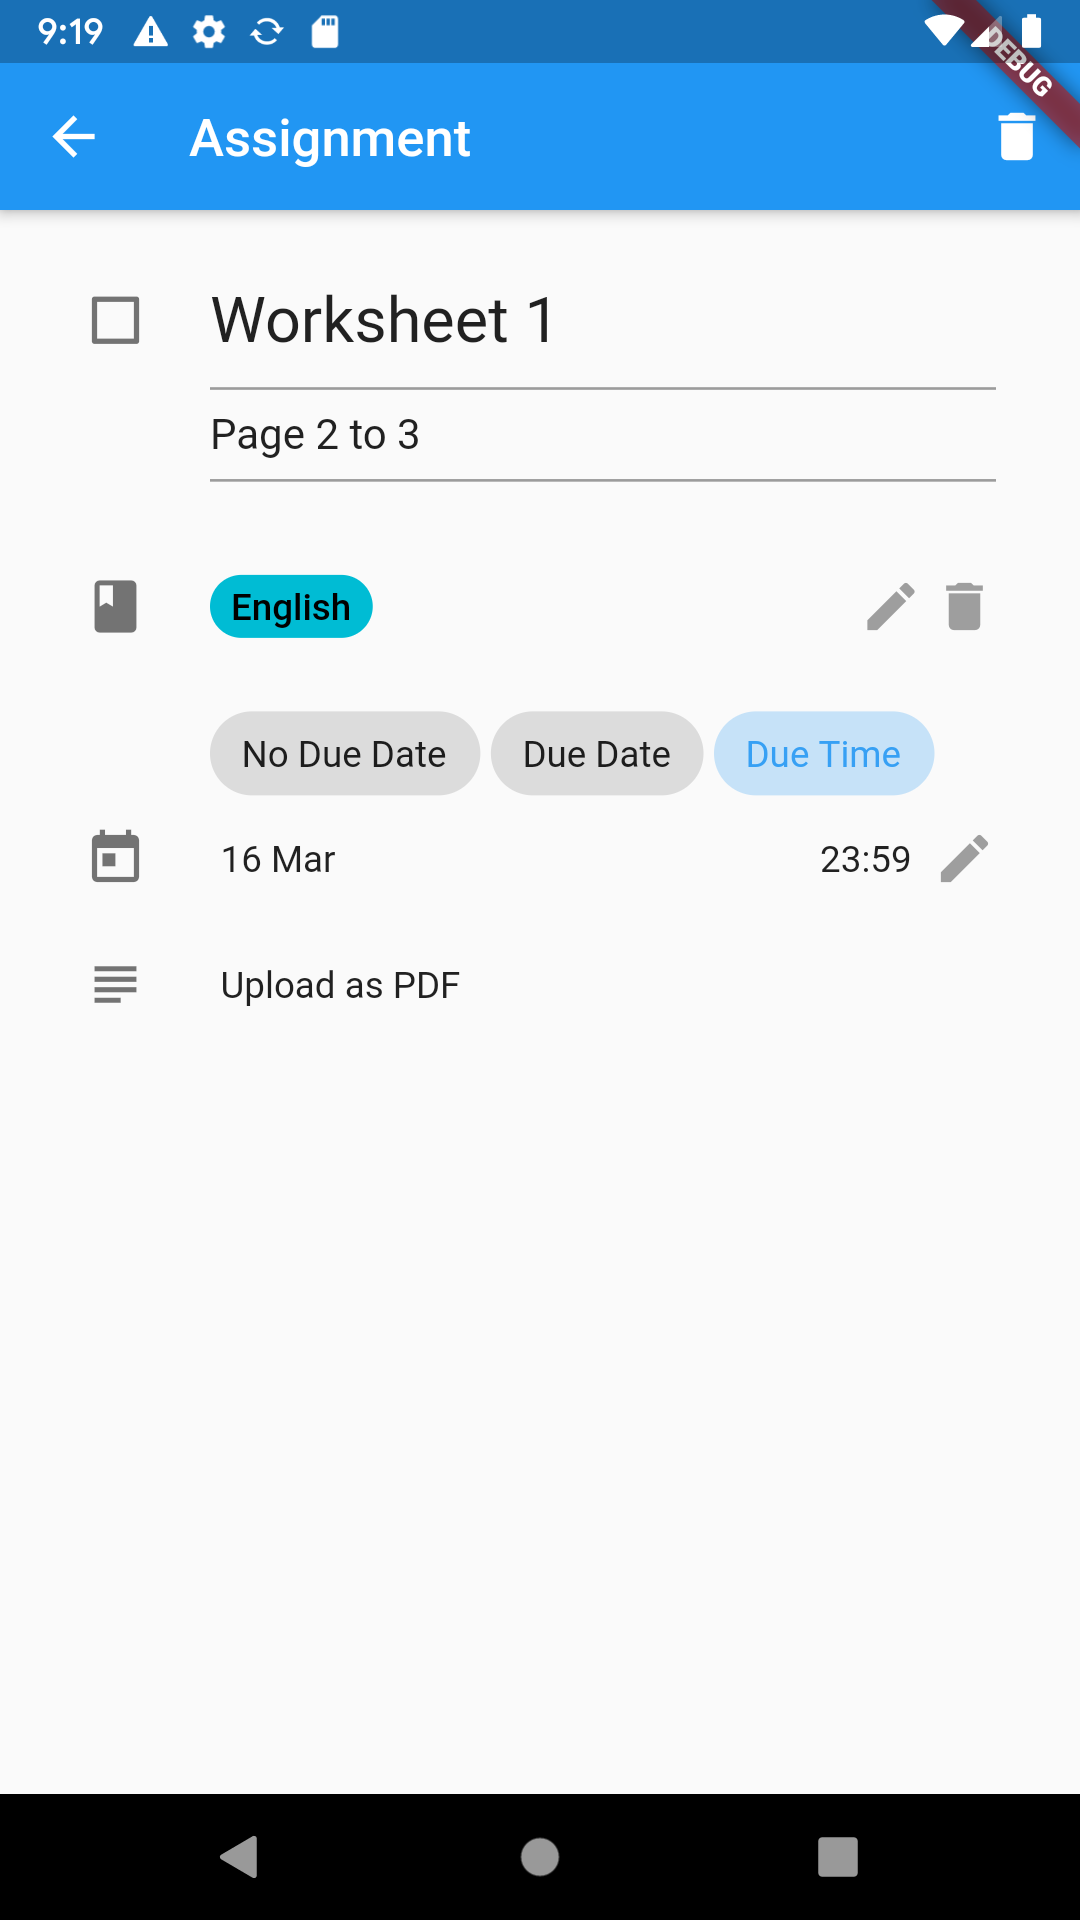 9:19
DEBUG
Assignment
Worksheet 1
Page 2 to 3
English
No Due Date Due Date Due Time
16 Mar 23:59
Upload as PDF